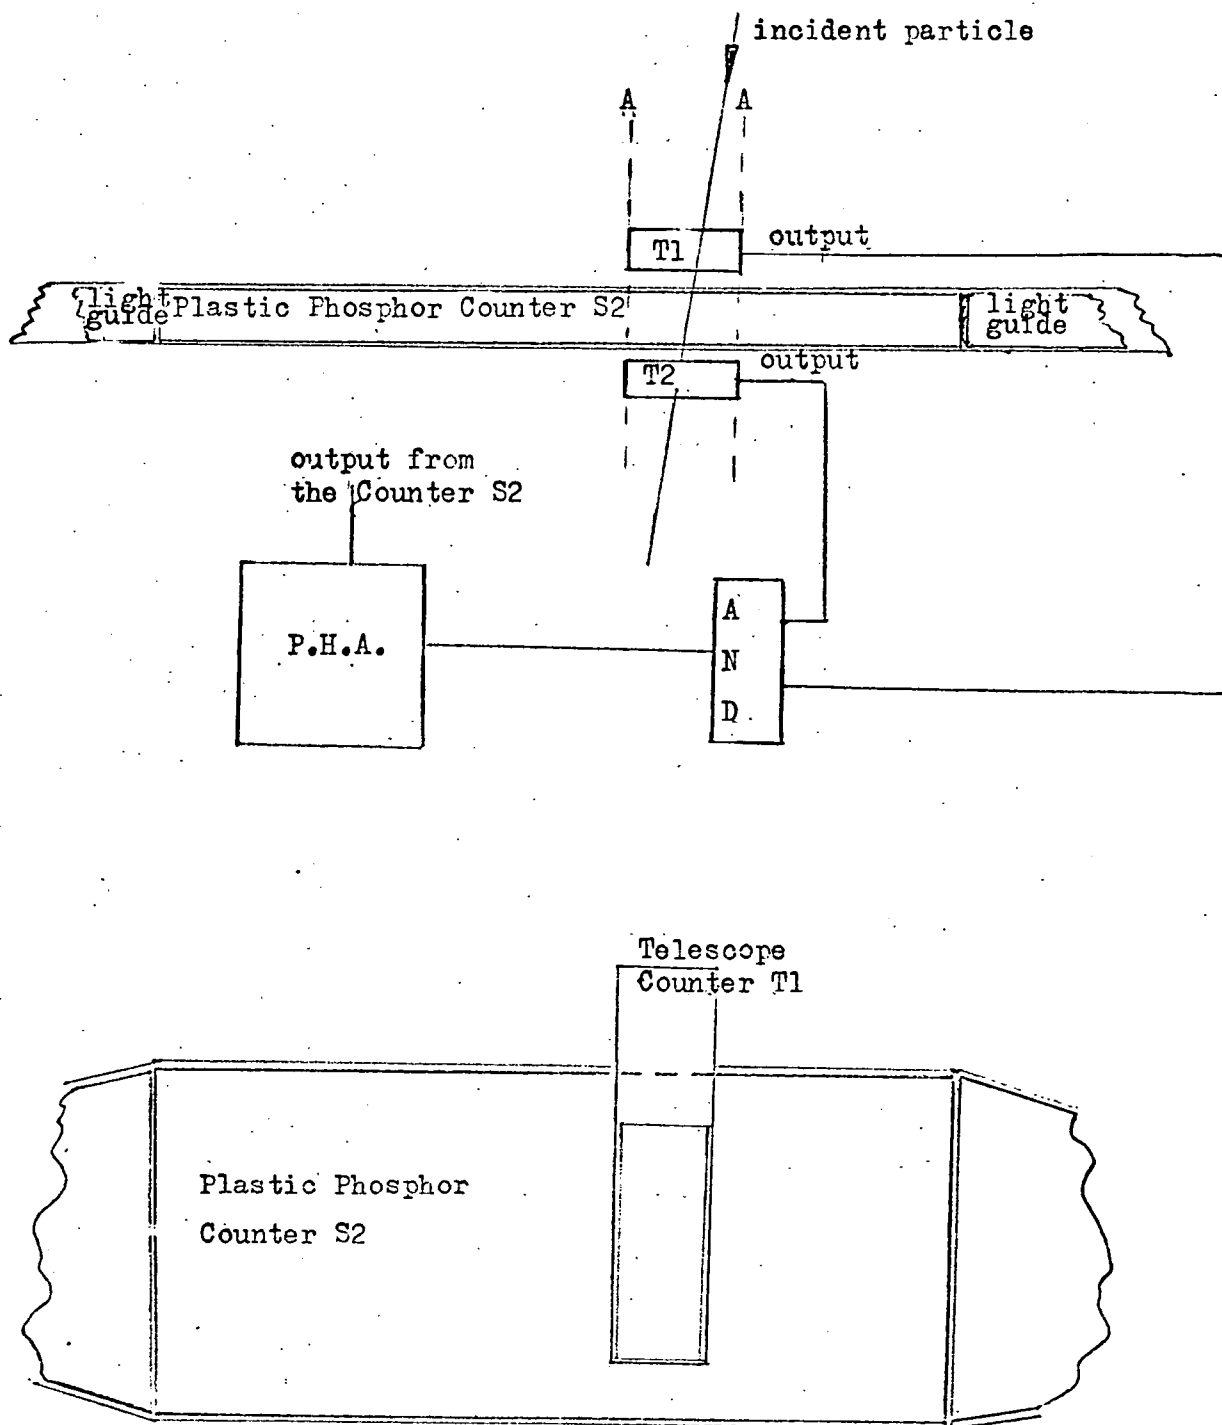 incident particle
A A
T1
output
light
guide
Plastic Phosphor Counter S2
light
guide
T2
output
output from
the Counter S2
P.H.A.
A
N
D
Telescope
Counter T1
Plastic Phosphor
Counter S2